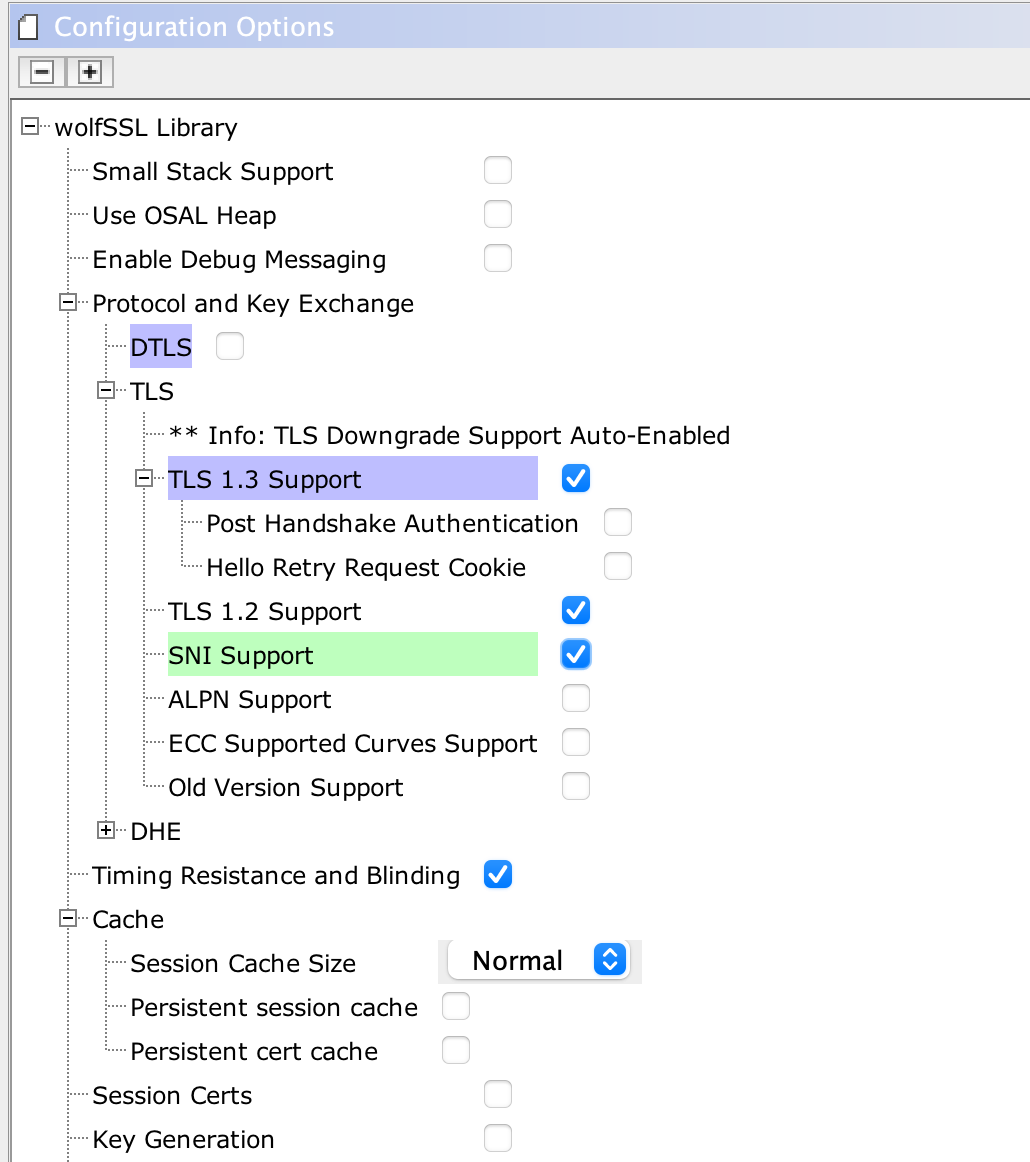 Configuration Options
wolfSSL Library
Small Stack Support
Use OSAL Heap
Enable Debug Messaging
Protocol and Key Exchange
DTLS
TLS
** Info: TLS Downgrade Support Auto-Enabled
TLS 1.3 Support
Post Handshake Authentication
Hello Retry Request Cookie
TLS 1.2 Support
SNI Support
ALPN Support
ECC Supported Curves Support
Old Version Support
DHE
Timing Resistance and Blinding
Cache
Session Cache Size Normal
Persistent session cache
Persistent cert cache
Session Certs
Key Generation